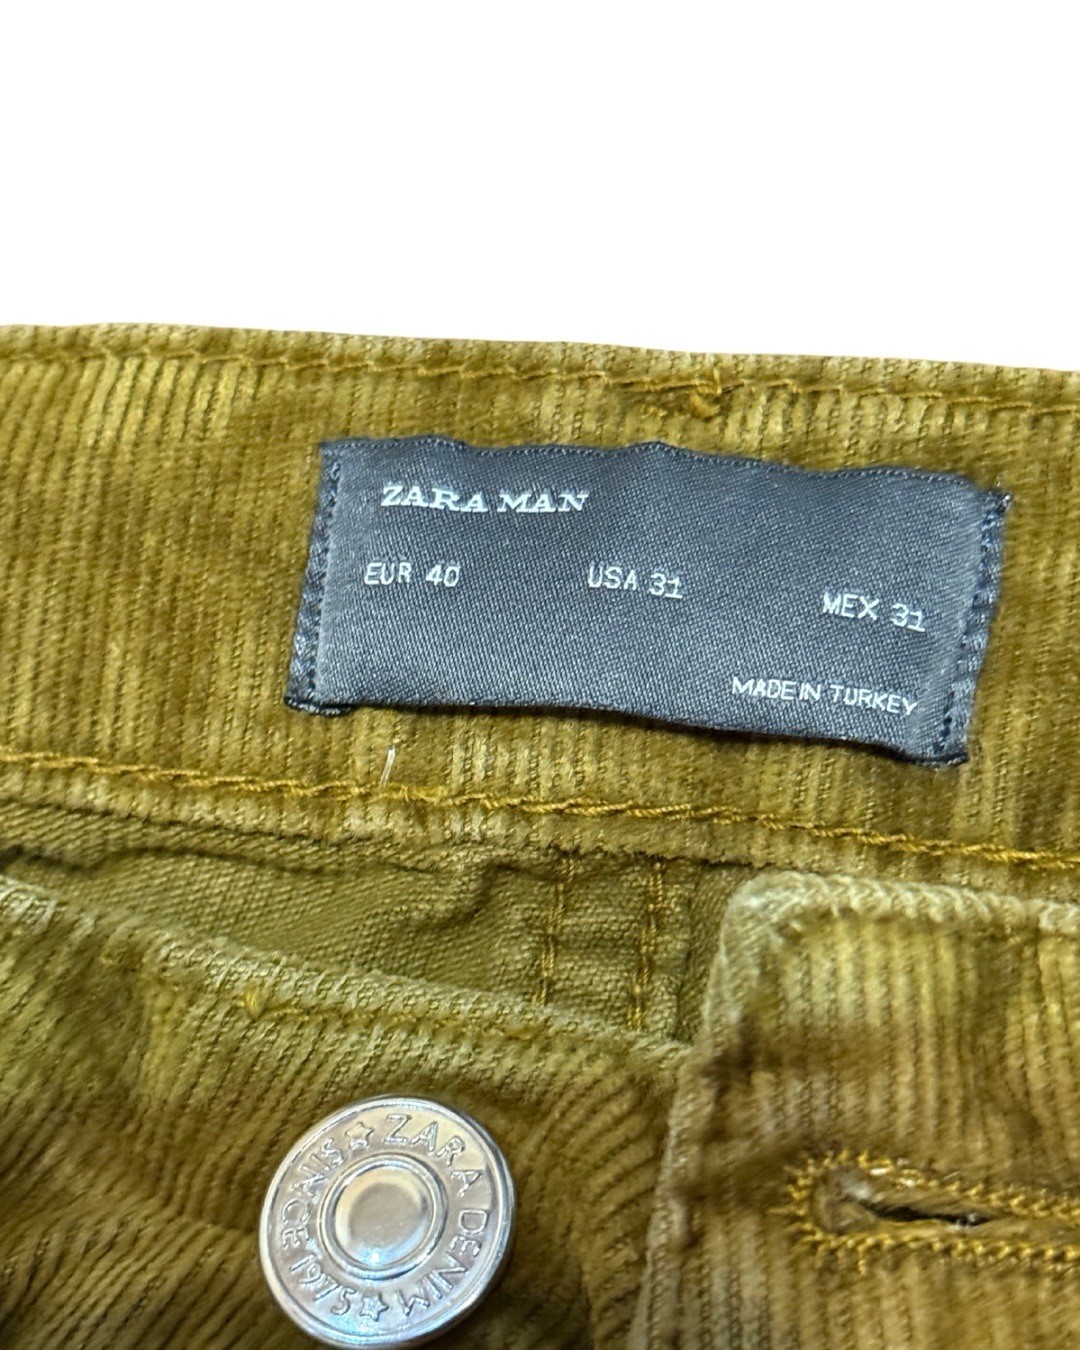 ZARA MAN
EUR 40 USA 31 MEX 31
MADE IN TURKEY
ZARA DENIM SINCE 1975